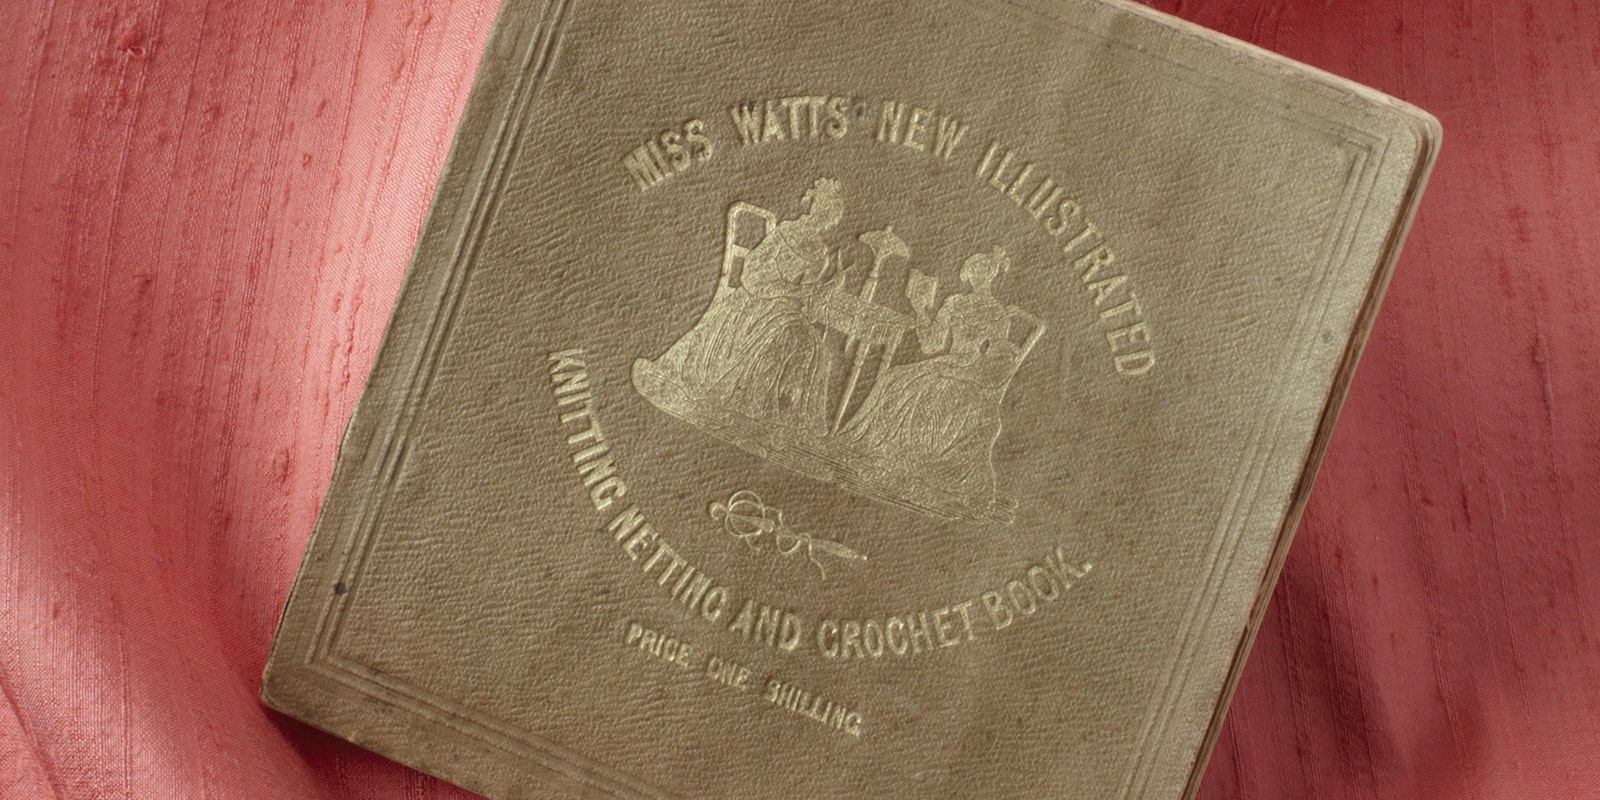 MISS WATTS' NEW ILLUSTRATED
KNITTING NETTING AND CROCHET BOOK.
PRICE ONE SHILLING